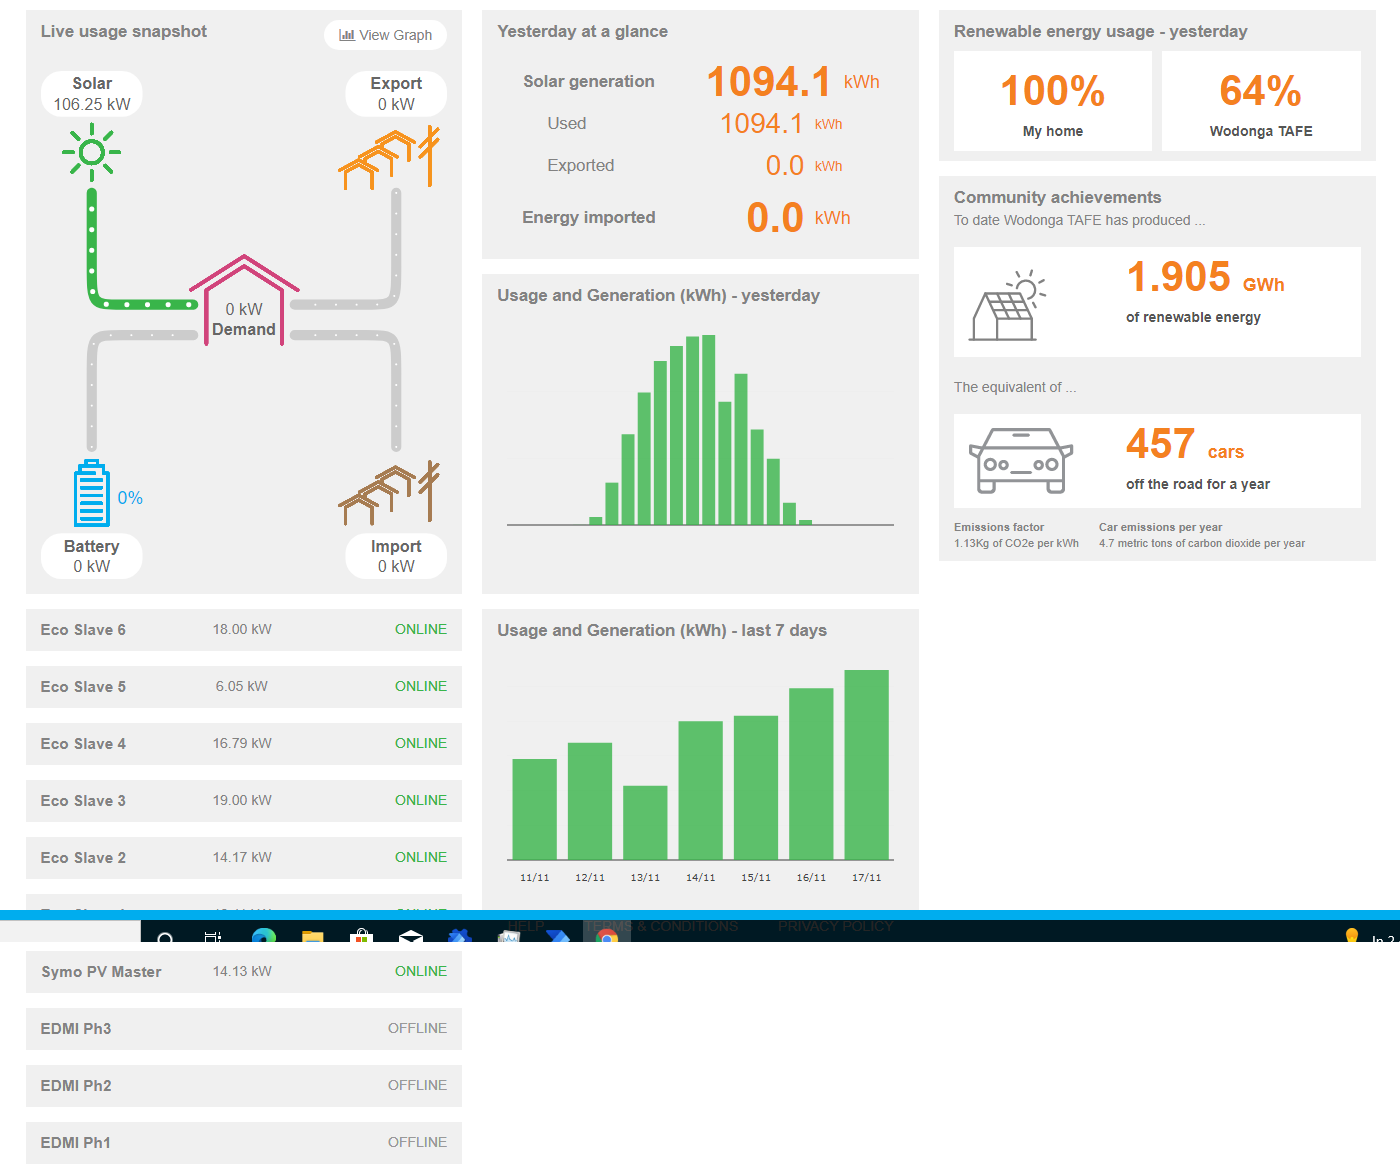 Live usage snapshot
View Graph
Solar
106.25 kW
Export
0 kW
0 kW
Demand
0%
Battery
0 kW
Import
0 kW
Eco Slave 6 18.00 kW ONLINE
Eco Slave 5 6.05 kW ONLINE
Eco Slave 4 16.79 kW ONLINE
Eco Slave 3 19.00 kW ONLINE
Eco Slave 2 14.17 kW ONLINE
Symo PV Master 14.13 kW ONLINE
EDMI Ph3 OFFLINE
EDMI Ph2 OFFLINE
EDMI Ph1 OFFLINE
Yesterday at a glance
Solar generation 1094.1 kWh
Used 1094.1 kWh
Exported 0.0 kWh
Energy imported 0.0 kWh
Usage and Generation (kWh) - yesterday
Usage and Generation (kWh) - last 7 days
11/11 12/11 13/11 14/11 15/11 16/11 17/11
HELP TERMS & CONDITIONS PRIVACY POLICY
Renewable energy usage - yesterday
100%
My home
64%
Wodonga TAFE
Community achievements
To date Wodonga TAFE has produced ...
1.905 GWh
of renewable energy
The equivalent of ...
457 cars
off the road for a year
Emissions factor
1.13Kg of CO2e per kWh
Car emissions per year
4.7 metric tons of carbon dioxide per year